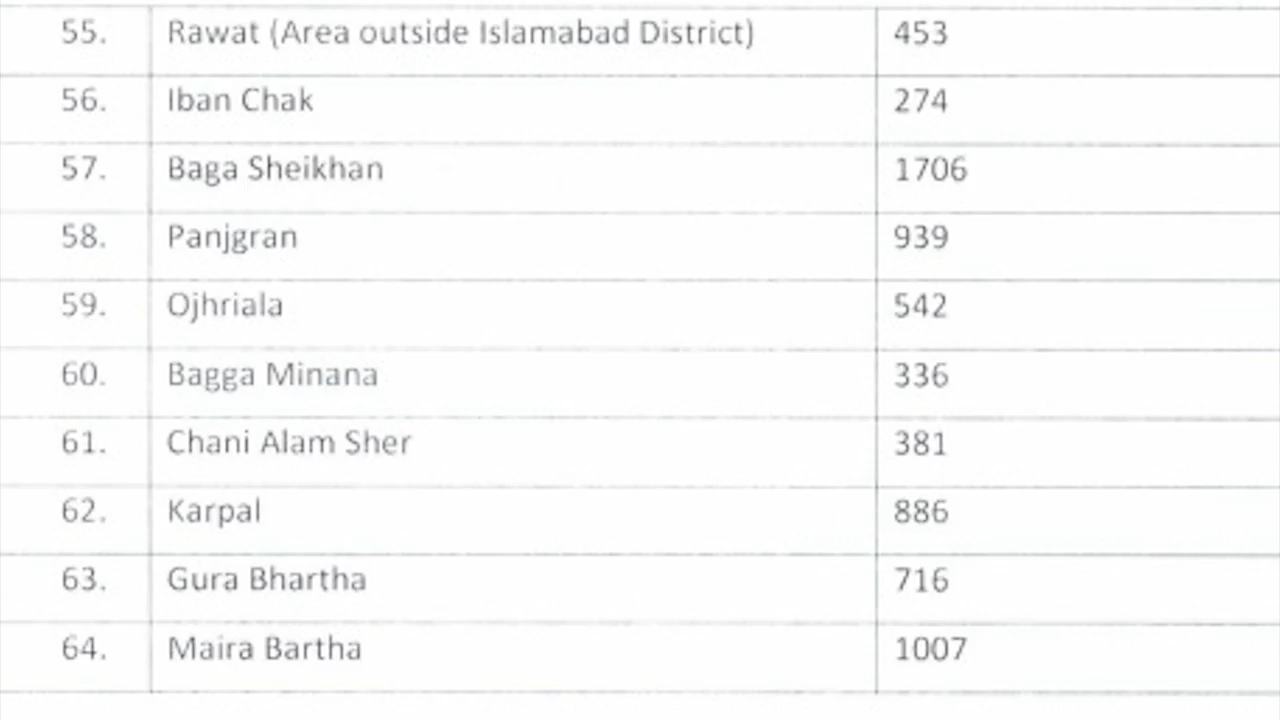 55. Rawat (Area outside Islamabad District) 453
56. Iban Chak 274
57. Baga Sheikhan 1706
58. Panjgran 939
59. Ojhriala 542
60. Bagga Minana 336
61. Chani Alam Sher 381
62. Karpal 886
63. Gura Bhartha 716
64. Maira Bartha 1007